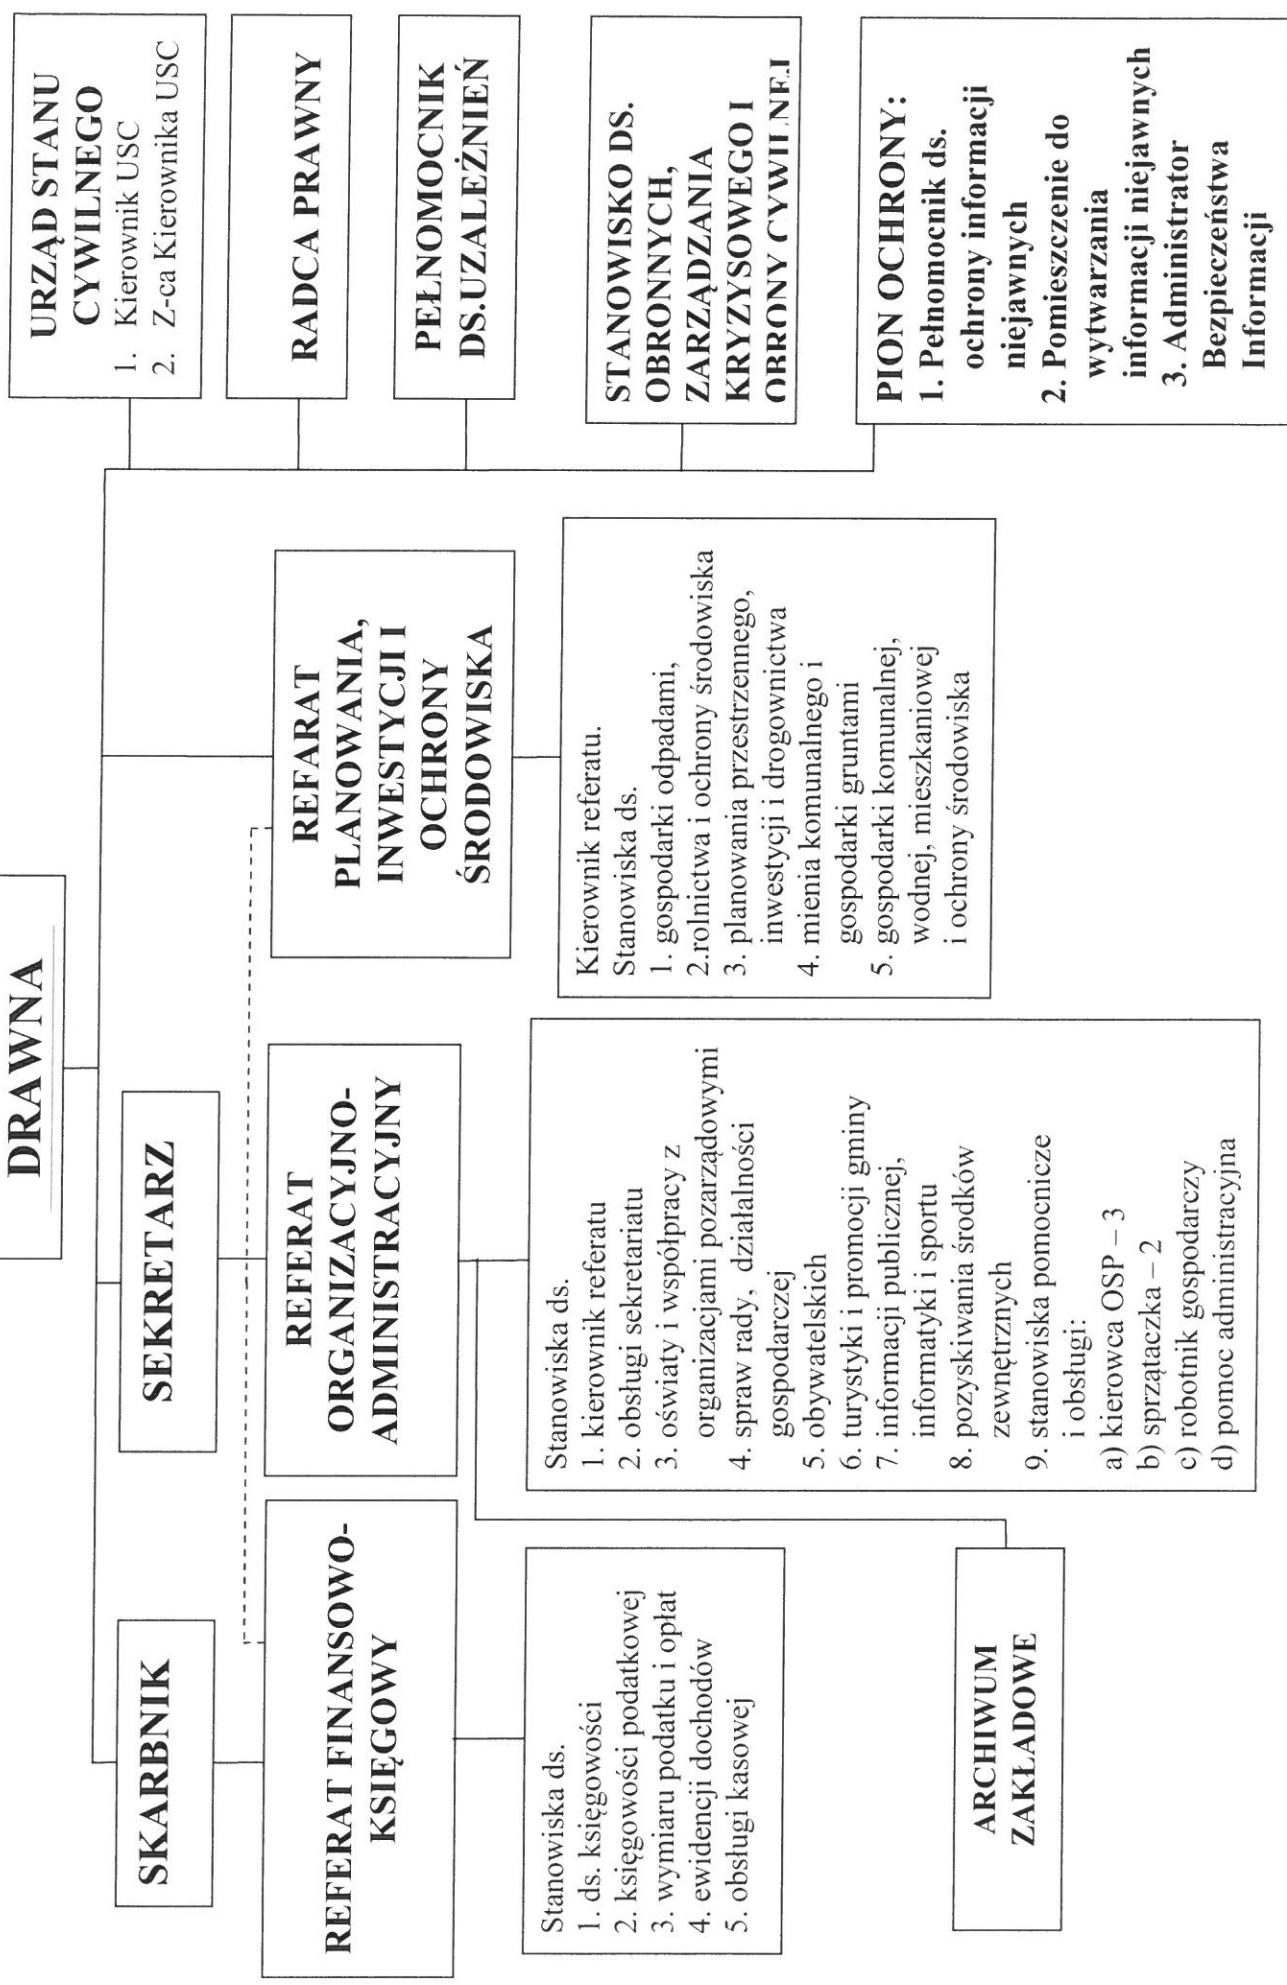 DRAWNA
SKARBNIK
SEKRETARZ
REFERAT FINANSOWO-
KSIĘGOWY
Stanowiska ds.
1. ds. księgowości
2. księgowości podatkowej
3. wymiaru podatku i opłat
4. ewidencji dochodów
5. obsługi kasowej
REFERAT
ORGANIZACYJNO-
ADMINISTRACYJNY
Stanowiska ds.
1. kierownik referatu
2. obsługi sekretariatu
3. oświaty i współpracy z
organizacjami pozarządowymi
4. spraw rady, działalności
gospodarczej
5. obywatelskich
6. turystyki i promocji gminy
7. informacji publicznej,
informatyki i sportu
8. pozyskiwania środków
zewnętrznych
9. stanowiska pomocnicze
i obsługi:
a) kierowca OSP – 3
b) sprzątaczka – 2
c) robotnik gospodarczy
d) pomoc administracyjna
ARCHIWUM
ZAKŁADOWE
REFARAT
PLANOWANIA,
INWESTYCJI I
OCHRONY
ŚRODOWISKA
Kierownik referatu.
Stanowiska ds.
1. gospodarki odpadami,
2.rolnictwa i ochrony środowiska
3. planowania przestrzennego,
inwestycji i drogownictwa
4. mienia komunalnego i
gospodarki gruntami
5. gospodarki komunalnej,
wodnej, mieszkaniowej
i ochrony środowiska
URZĄD STANU
CYWILNEGO
1. Kierownik USC
2. Z-ca Kierownika USC
RADCA PRAWNY
PEŁNOMOCNIK
DS.UZALEŻNIEŃ
STANOWISKO DS.
OBRONNYCH,
ZARZĄDZANIA
KRYZYSOWEGO I
OBRONY CYWILNEJ
PION OCHRONY:
1. Pełnomocnik ds.
ochrony informacji
niejawnych
2. Pomieszczenie do
wytwarzania
informacji niejawnych
3. Administrator
Bezpieczeństwa
Informacji